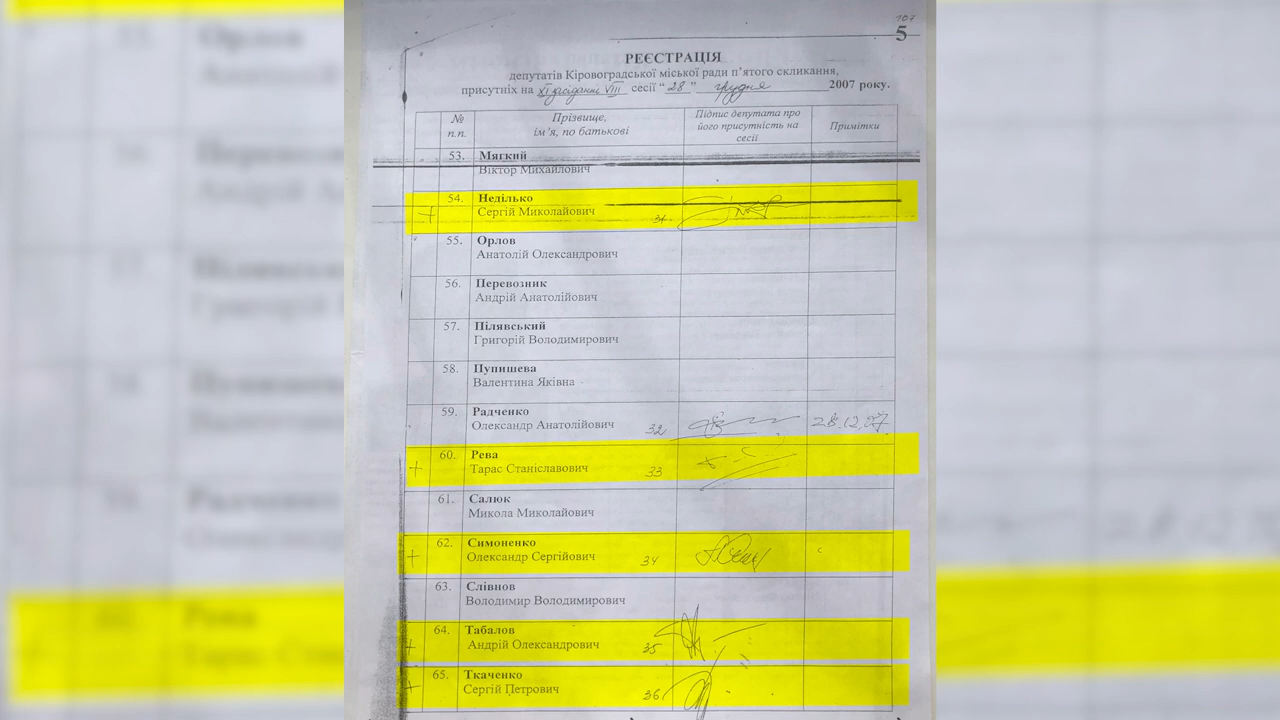 107
5
РЕЄСТРАЦІЯ
депутатів Кіровоградської міської ради п’ятого скликання,
присутніх на XI засіданні VIII сесії “ 28 ” грудня 2007 року.
№ п.п.
Прізвище, ім’я, по батькові
Підпис депутата про його присутність на сесії
Примітки
53. Мягкий
Віктор Михайлович
54. Неділько
+ Сергій Миколайович 31
55. Орлов
Анатолій Олександрович
56. Перевозник
Андрій Анатолійович
57. Пілявський
Григорій Володимирович
58. Пупишева
Валентина Яківна
59. Радченко
Олександр Анатолійович 32 28.12.07
60. Рева
+ Тарас Станіславович 33
61. Салюк
Микола Миколайович
62. Симоненко
+ Олександр Сергійович 34
63. Слівнов
Володимир Володимирович
64. Табалов
+ Андрій Олександрович 35
65. Ткаченко
+ Сергій Петрович 36